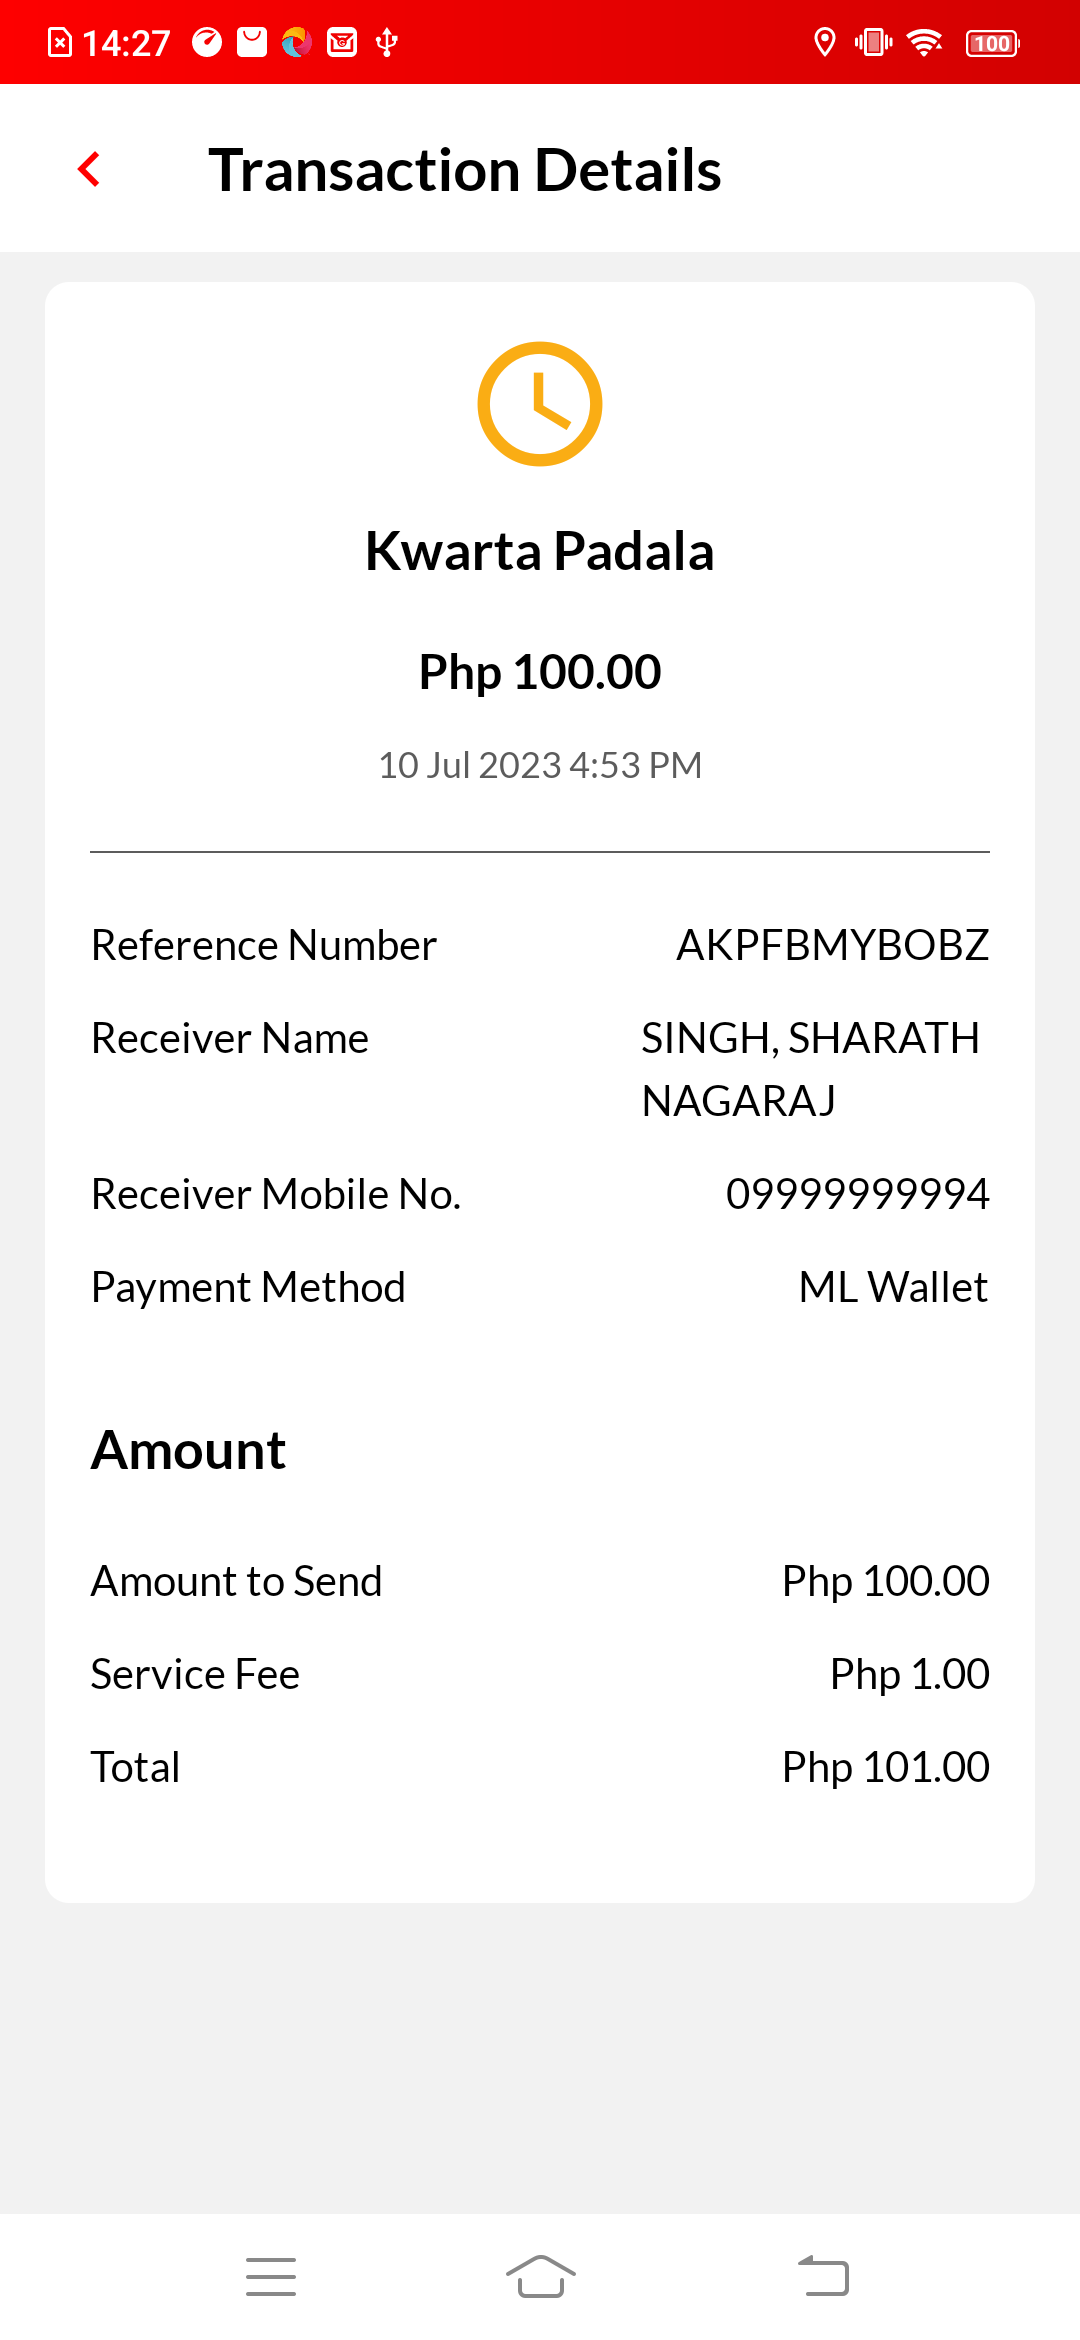 14:27
100
Transaction Details
Kwarta Padala
Php 100.00
10 Jul 2023 4:53 PM
Reference Number AKPFBMYBOBZ
Receiver Name SINGH, SHARATH
NAGARAJ
Receiver Mobile No. 09999999994
Payment Method ML Wallet
Amount
Amount to Send Php 100.00
Service Fee Php 1.00
Total Php 101.00